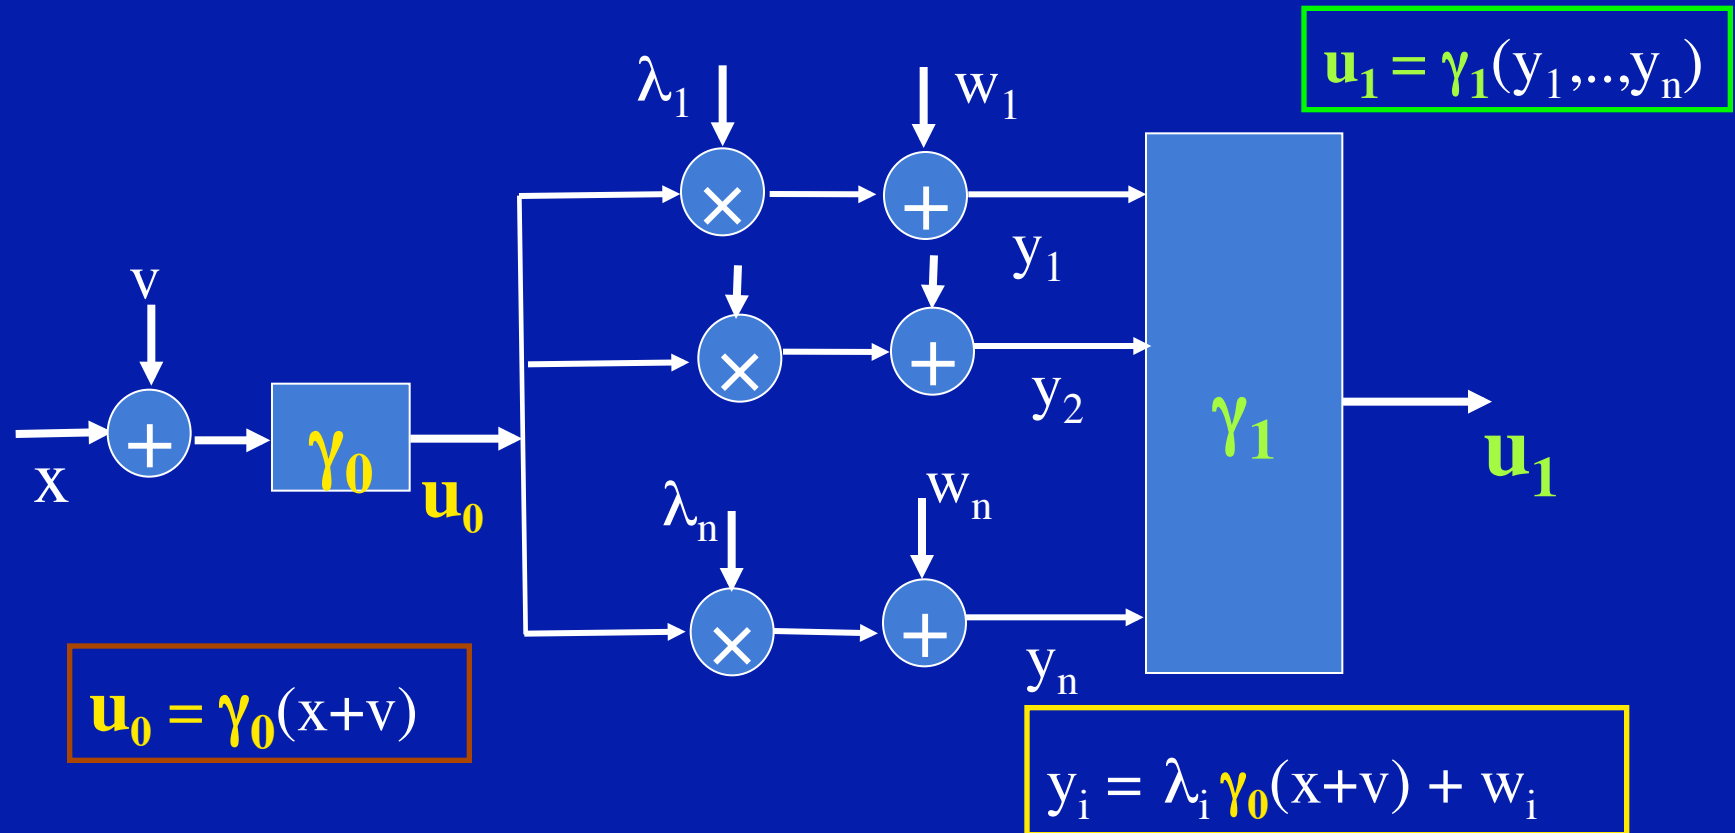 u₁ = γ₁(y₁,..,yₙ)
λ₁
w₁
×
+
y₁
v
×
+
y₂
+
x
γ₀
u₀
γ₁
u₁
λₙ
wₙ
×
+
yₙ
u₀ = γ₀(x+v)
yᵢ = λᵢ γ₀(x+v) + wᵢ